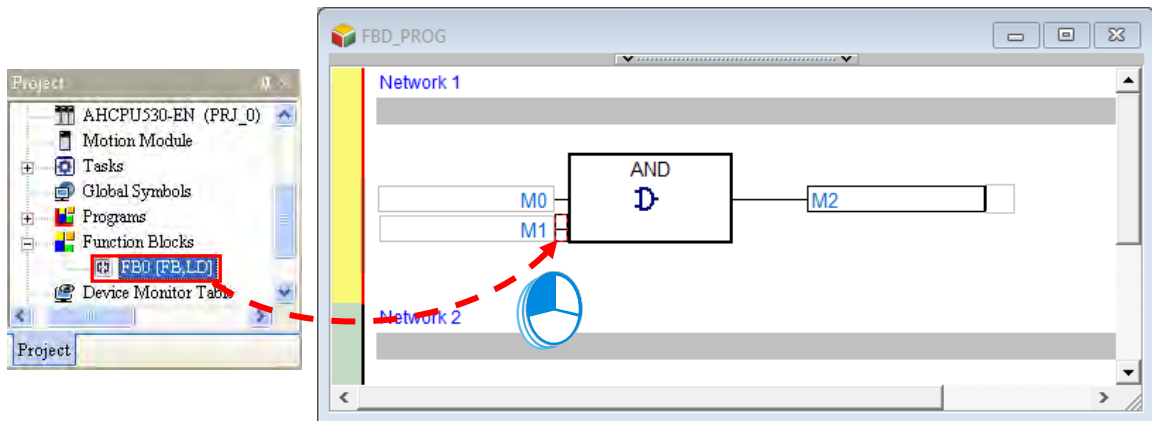 Project
AHCPU530-EN (PRJ_0)
Motion Module
Tasks
Global Symbols
Programs
Function Blocks
FB0 [FB,LD]
Device Monitor Table
Project
FBD_PROG
Network 1
AND
M0
M2
M1
Network 2